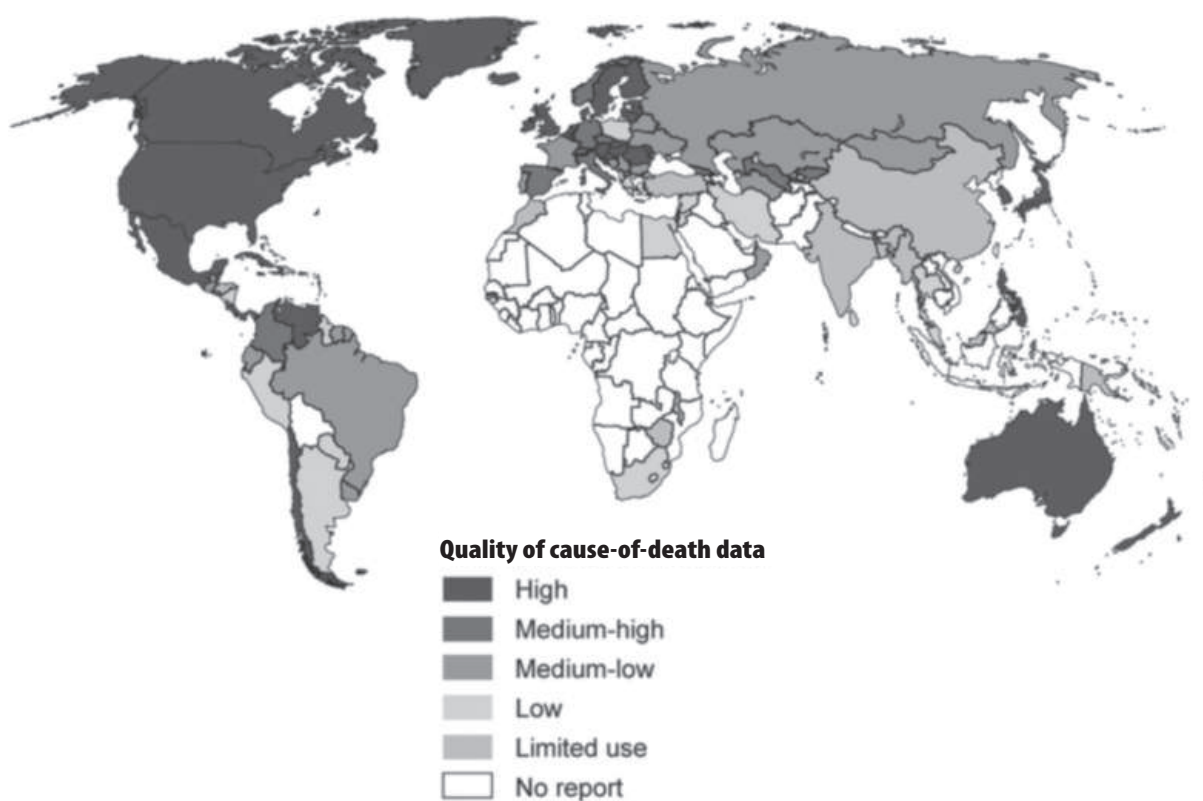 Quality of cause-of-death data
High
Medium-high
Medium-low
Low
Limited use
No report